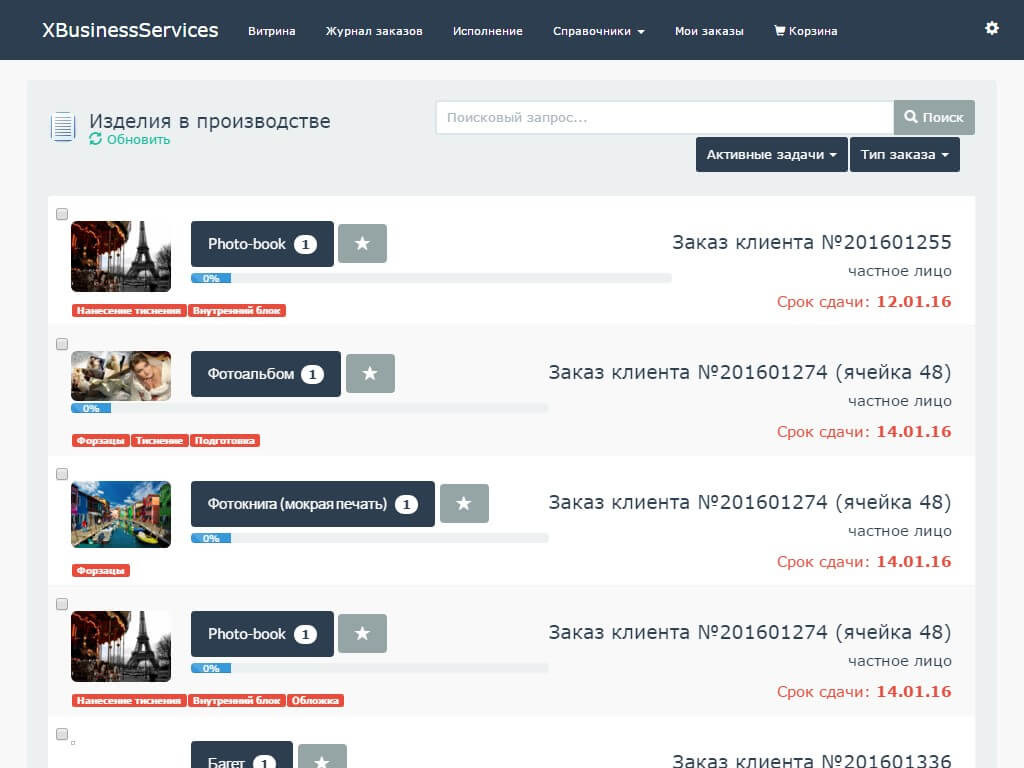 XBusinessServices Витрина Журнал заказов Исполнение Справочники Мои заказы Корзина
Изделия в производстве
Обновить
Поисковый запрос... Поиск
Активные задачи Тип заказа
Photo-book 1
0%
Заказ клиента №201601255
частное лицо
Срок сдачи: 12.01.16
Нанесение тиснения Внутренний блок
Фотоальбом 1
0%
Заказ клиента №201601274 (ячейка 48)
частное лицо
Срок сдачи: 14.01.16
Форзацы Тиснение Подготовка
Фотокнига (мокрая печать) 1
0%
Заказ клиента №201601274 (ячейка 48)
частное лицо
Срок сдачи: 14.01.16
Форзацы
Photo-book 1
0%
Заказ клиента №201601274 (ячейка 48)
частное лицо
Срок сдачи: 14.01.16
Нанесение тиснения Внутренний блок Обложка
Багет 1
Заказ клиента №201601336